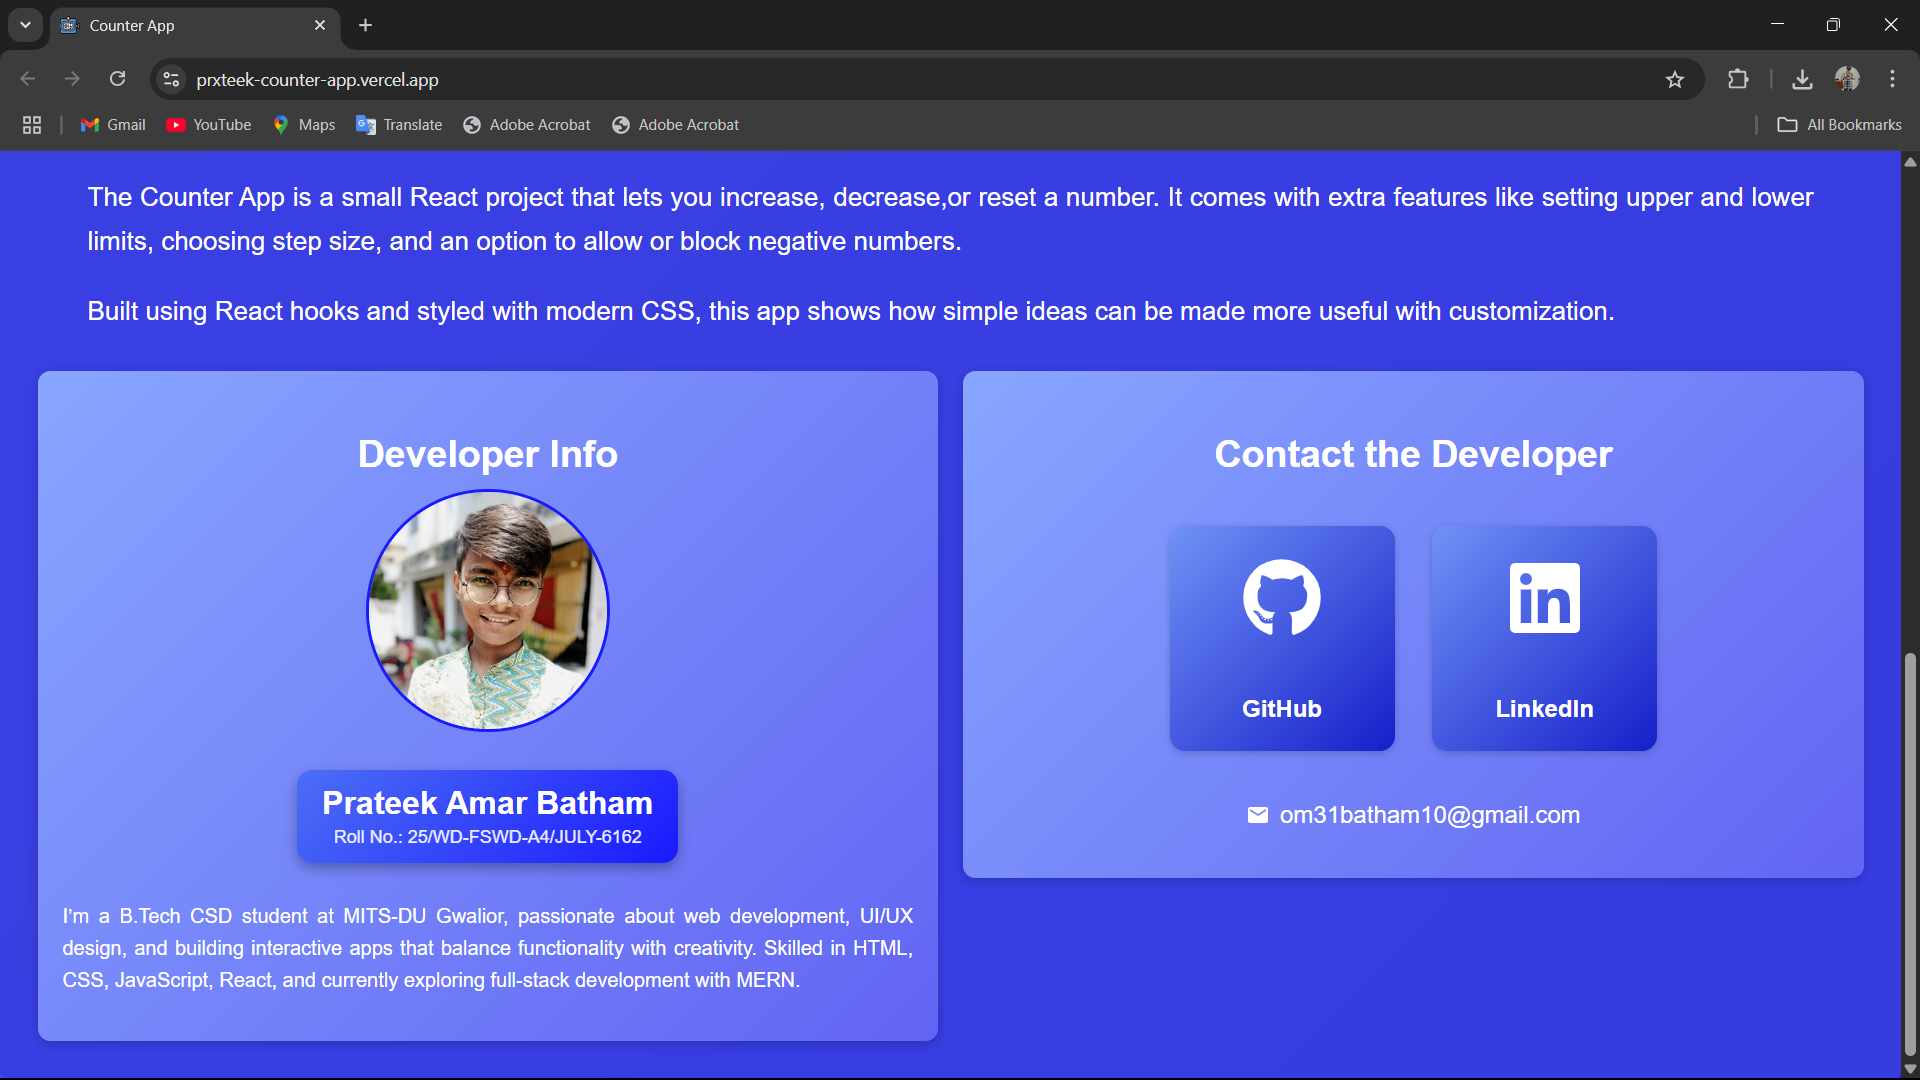 Counter App
prxteek-counter-app.vercel.app
Gmail
YouTube
Maps
Translate
Adobe Acrobat
Adobe Acrobat
All Bookmarks
The Counter App is a small React project that lets you increase, decrease,or reset a number. It comes with extra features like setting upper and lower
limits, choosing step size, and an option to allow or block negative numbers.
Built using React hooks and styled with modern CSS, this app shows how simple ideas can be made more useful with customization.
Developer Info
Prateek Amar Batham
Roll No.: 25/WD-FSWD-A4/JULY-6162
I’m a B.Tech CSD student at MITS-DU Gwalior, passionate about web development, UI/UX
design, and building interactive apps that balance functionality with creativity. Skilled in HTML,
CSS, JavaScript, React, and currently exploring full-stack development with MERN.
Contact the Developer
GitHub
in
LinkedIn
om31batham10@gmail.com